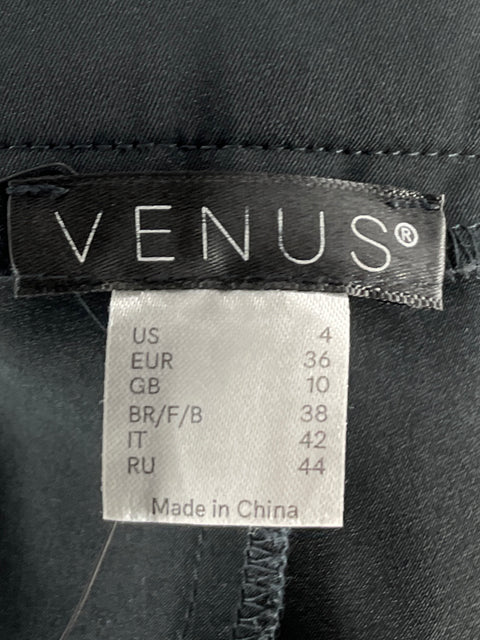 VENUS®
US 4
EUR 36
GB 10
BR/F/B 38
IT 42
RU 44
Made in China